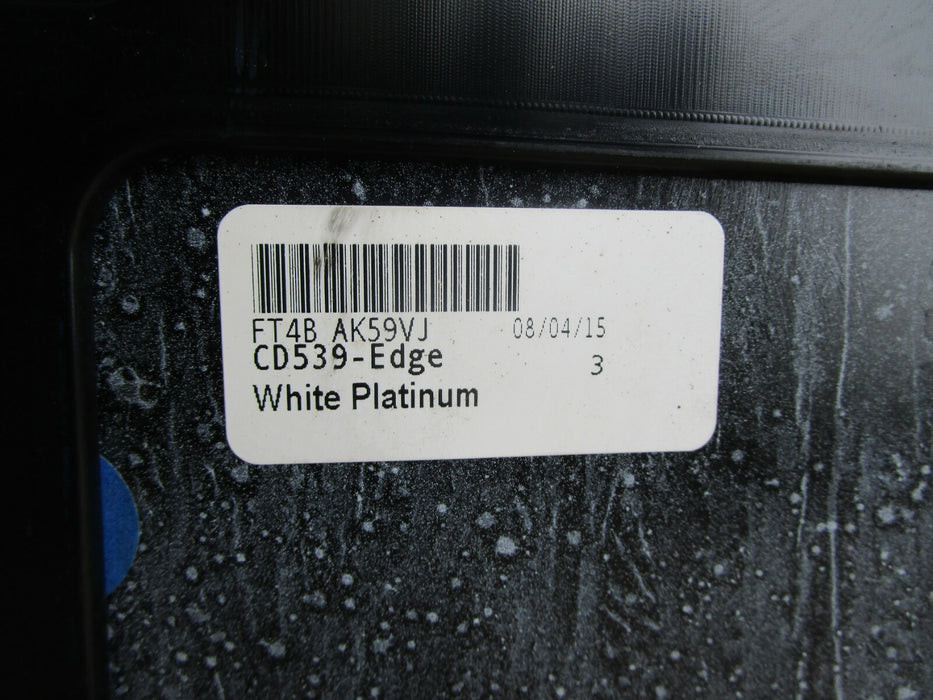 FT4B AK59VJ 08/04/15
CD539-Edge 3
White Platinum